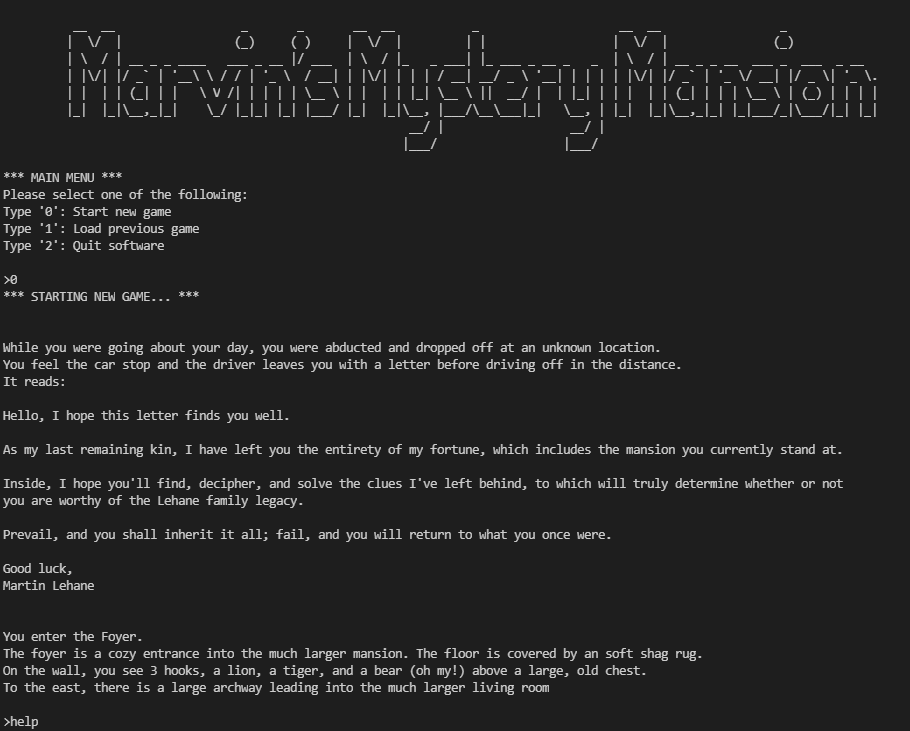 Marvin's Mystery Mansion
*** MAIN MENU ***
Please select one of the following:
Type '0': Start new game
Type '1': Load previous game
Type '2': Quit software
>0
*** STARTING NEW GAME... ***
While you were going about your day, you were abducted and dropped off at an unknown location.
You feel the car stop and the driver leaves you with a letter before driving off in the distance.
It reads:
Hello, I hope this letter finds you well.
As my last remaining kin, I have left you the entirety of my fortune, which includes the mansion you currently stand at.
Inside, I hope you'll find, decipher, and solve the clues I've left behind, to which will truly determine whether or not
you are worthy of the Lehane family legacy.
Prevail, and you shall inherit it all; fail, and you will return to what you once were.
Good luck,
Martin Lehane
You enter the Foyer.
The foyer is a cozy entrance into the much larger mansion. The floor is covered by an soft shag rug.
On the wall, you see 3 hooks, a lion, a tiger, and a bear (oh my!) above a large, old chest.
To the east, there is a large archway leading into the much larger living room
>help